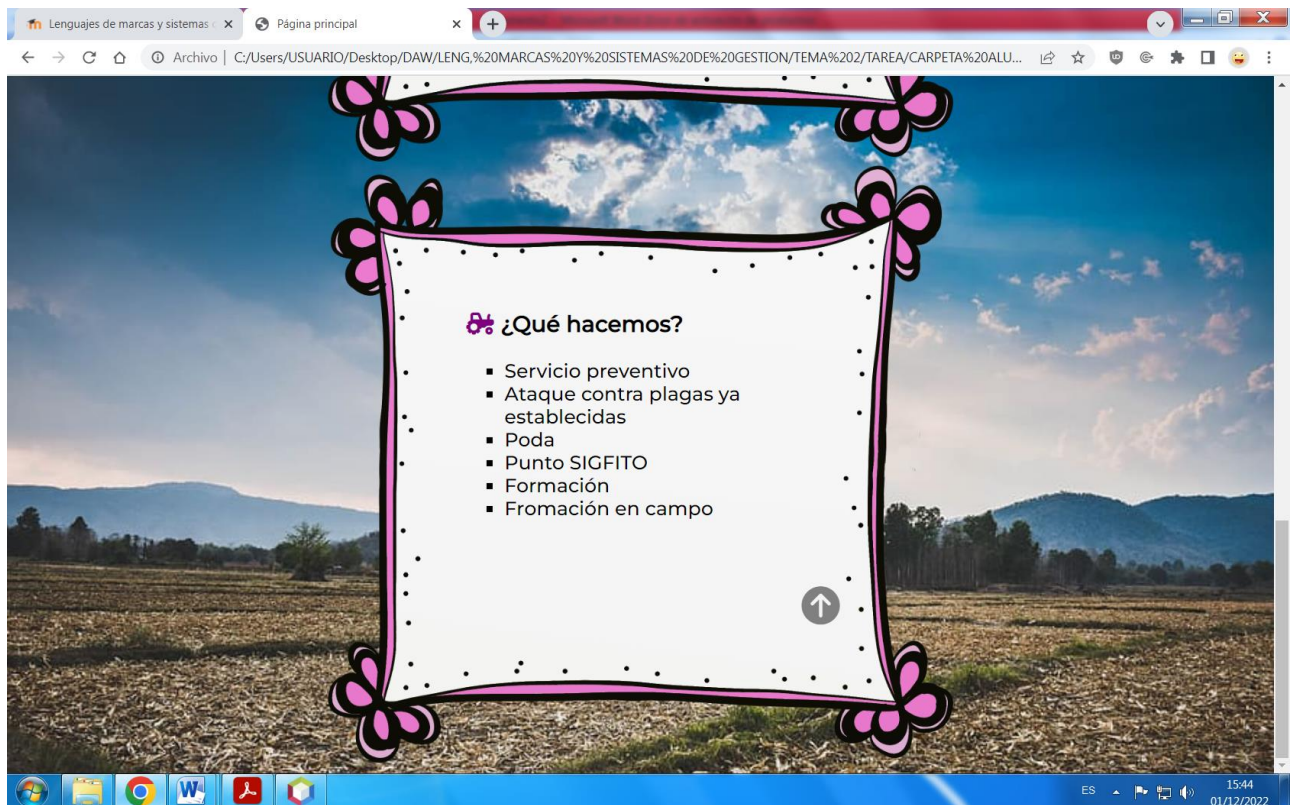 Lenguajes de marcas y sistemas
Página principal
Archivo | C:/Users/USUARIO/Desktop/DAW/LENG,%20MARCAS%20Y%20SISTEMAS%20DE%20GESTION/TEMA%202/TAREA/CARPETA%20ALU...
¿Qué hacemos?
Servicio preventivo
Ataque contra plagas ya
establecidas
Poda
Punto SIGFITO
Formación
Fromación en campo
ES
15:44
01/12/2022